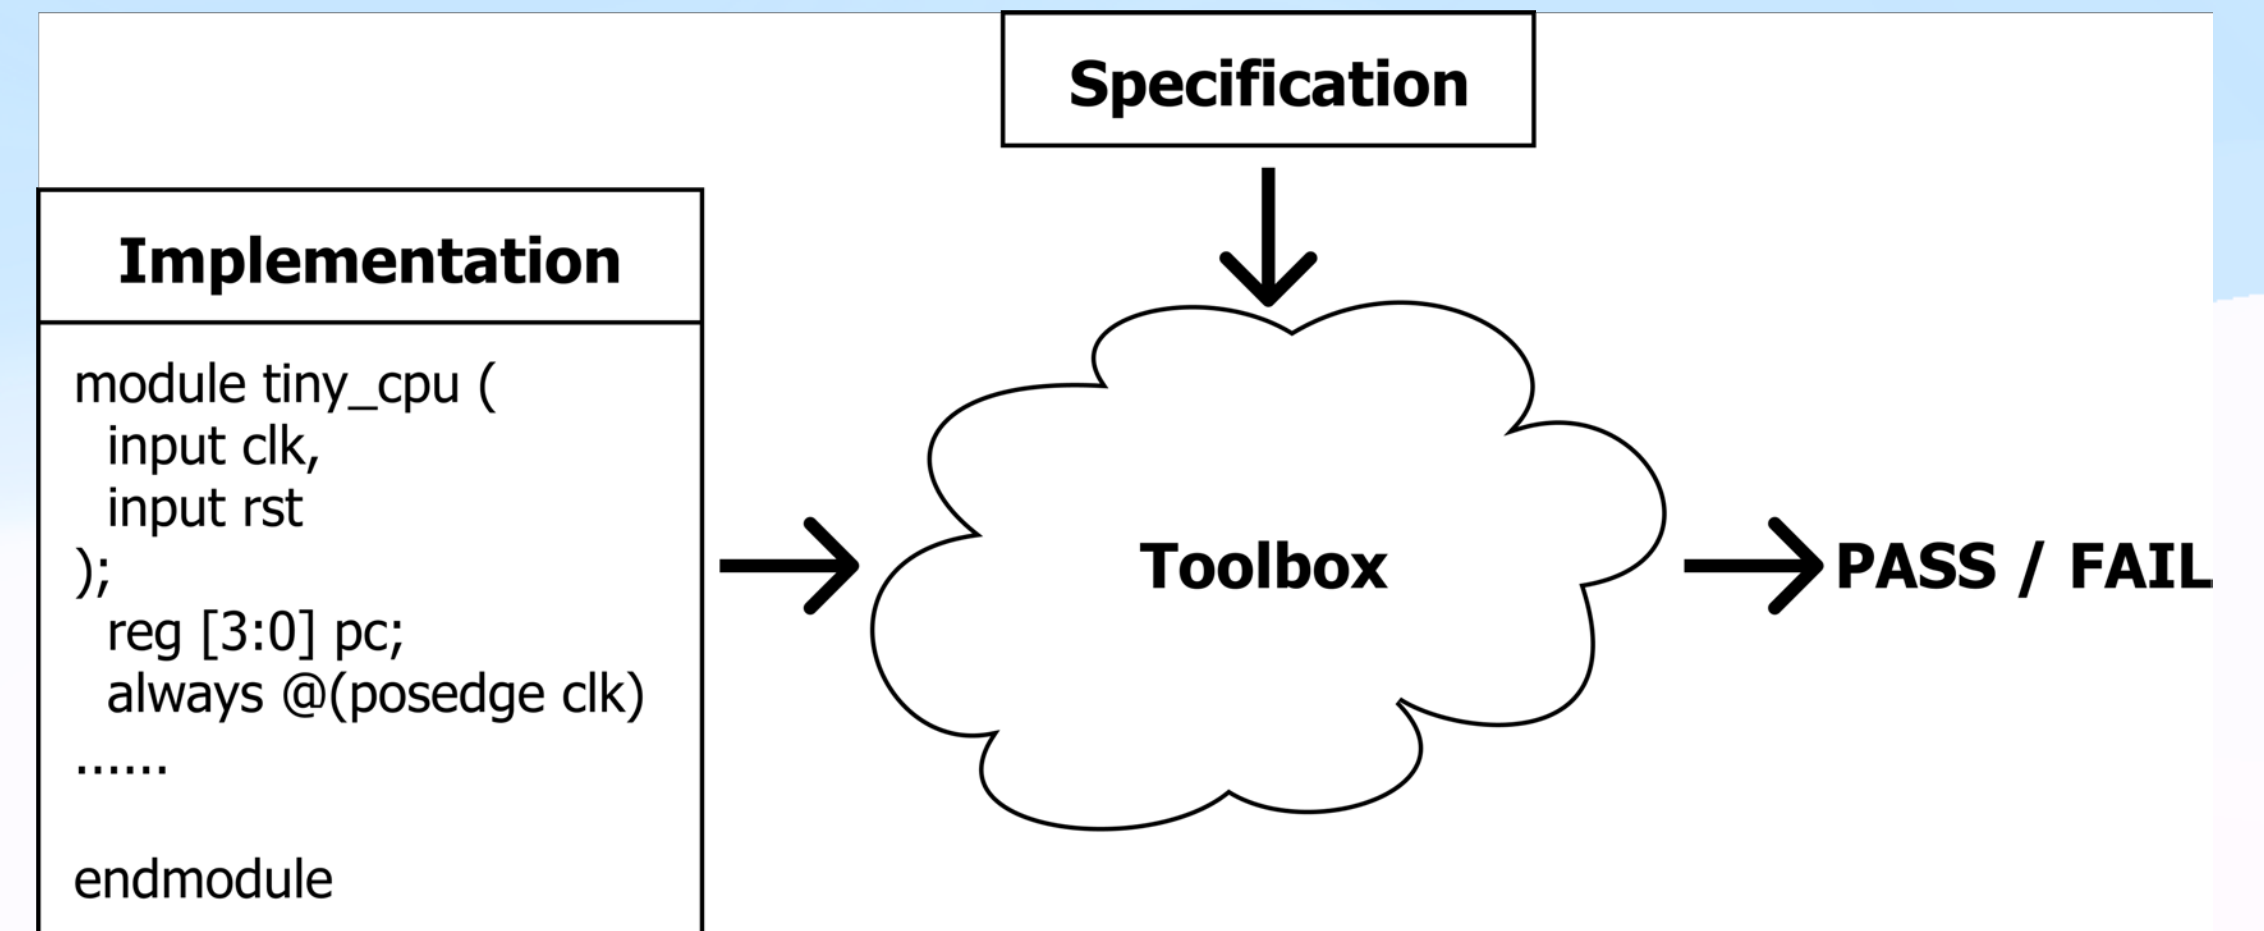 Specification
Implementation
module tiny_cpu (
  input clk,
  input rst
);
  reg [3:0] pc;
  always @(posedge clk)
......
endmodule
Toolbox
PASS / FAIL